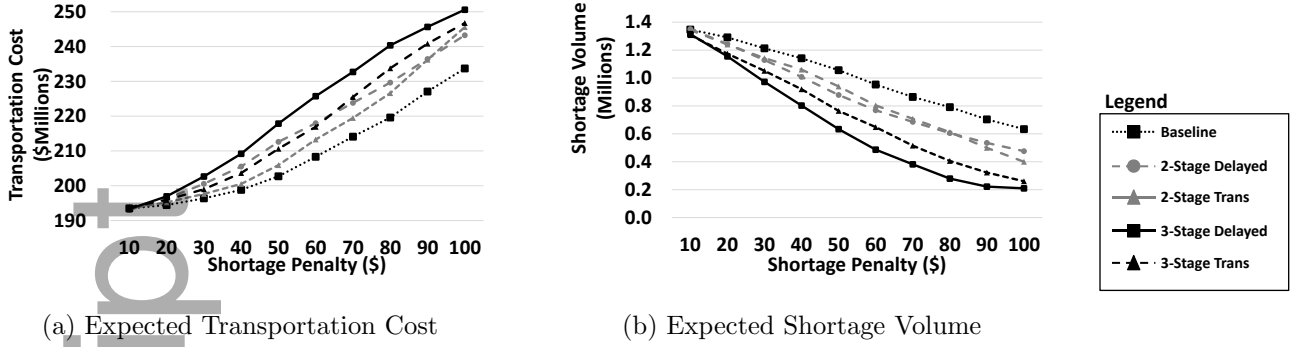 Transportation Cost
($Millions)
250
240
230
220
210
200
190
10 20 30 40 50 60 70 80 90 100
Shortage Penalty ($)
(a) Expected Transportation Cost
Shortage Volume
(Millions)
1.4
1.2
1.0
0.8
0.6
0.4
0.2
0.0
10 20 30 40 50 60 70 80 90 100
Shortage Penalty ($)
(b) Expected Shortage Volume
Legend
Baseline
2-Stage Delayed
2-Stage Trans
3-Stage Delayed
3-Stage Trans